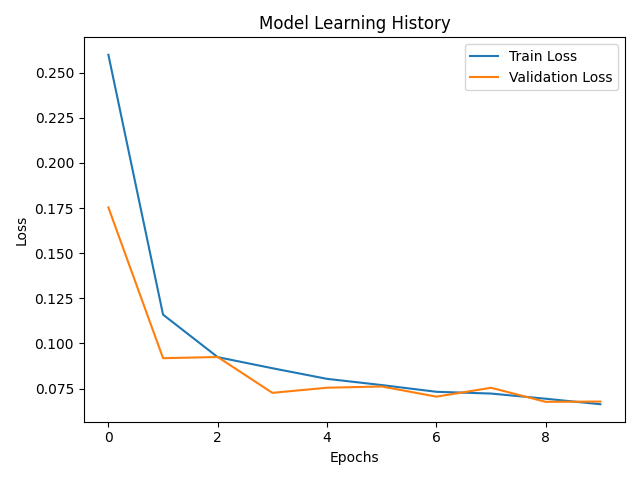 Model Learning History
Train Loss
Validation Loss
0.250
0.225
0.200
0.175
0.150
0.125
0.100
0.075
Loss
0 2 4 6 8
Epochs